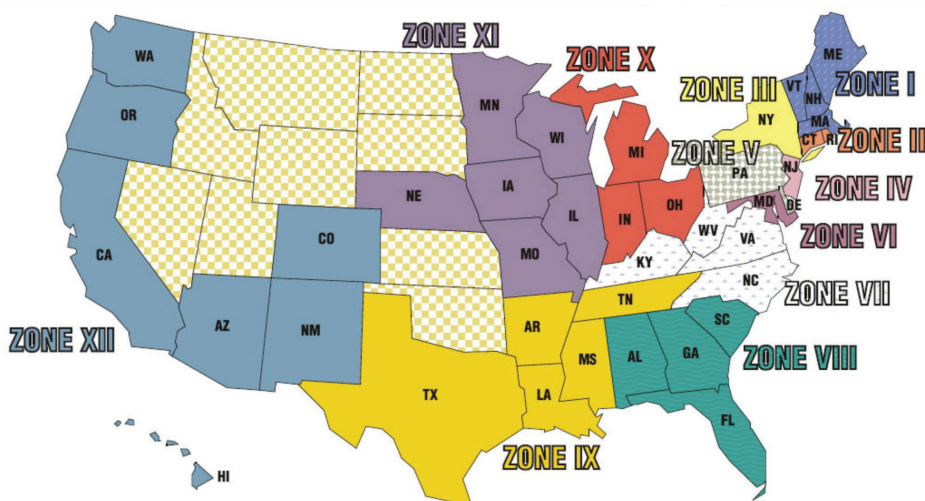 ZONE XI
ZONE X
ZONE III
ZONE I
ZONE II
ZONE V
ZONE IV
ZONE VI
ZONE VII
ZONE VIII
ZONE IX
ZONE XII
WA
OR
CA
AZ
NM
CO
HI
MN
WI
IA
NE
IL
MO
MI
IN
OH
ME
VT
NH
MA
CT
RI
NY
PA
NJ
DE
MD
WV
VA
KY
NC
TN
AR
MS
LA
TX
SC
AL
GA
FL